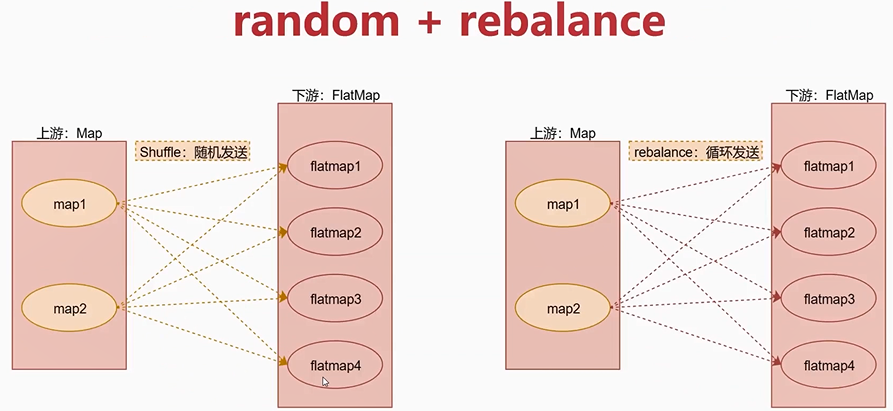 random + rebalance
上游：Map
Shuffle：随机发送
map1
map2
下游：FlatMap
flatmap1
flatmap2
flatmap3
flatmap4
上游：Map
rebalance：循环发送
map1
map2
下游：FlatMap
flatmap1
flatmap2
flatmap3
flatmap4